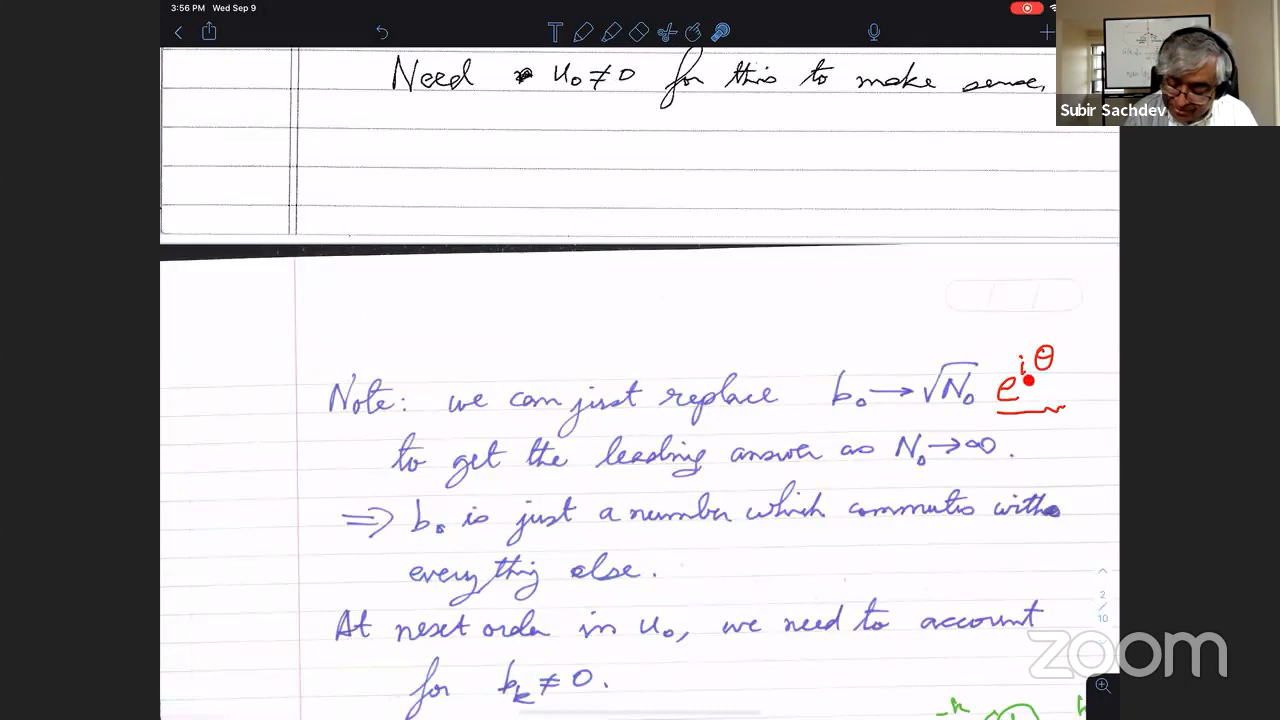 3:56 PM Wed Sep 9
Need u₀ ≠ 0 for this to make sense.
Subir Sachdev
Note: we can just replace b₀ → √N₀ e^{iθ}
to get the leading answer as N₀ → ∞.
⇒ b₀ is just a number which commutes with
everything else.
At next order in u₀, we need to account
for b_k ≠ 0.
2
/
10
zoom
-k